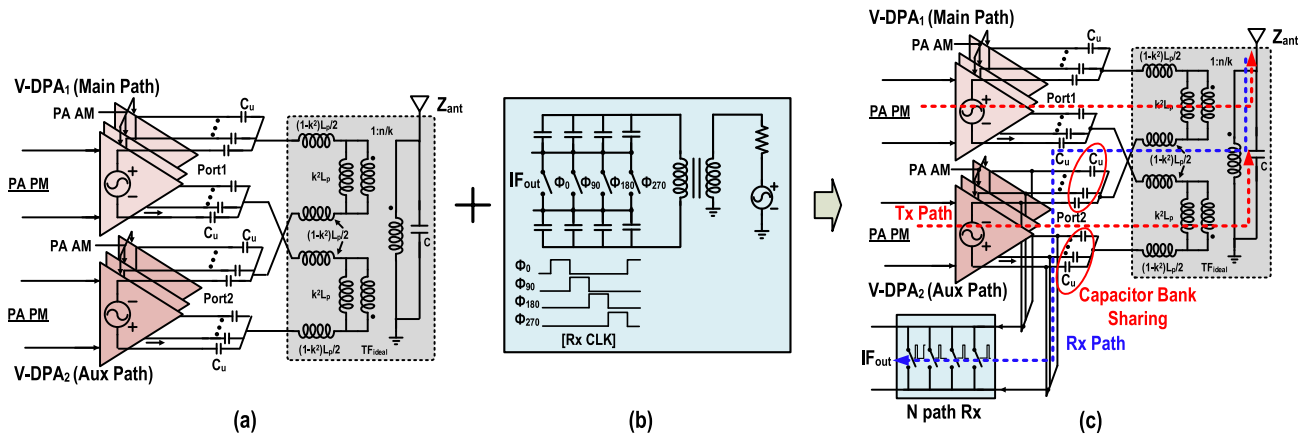 V-DPA₁ (Main Path)
PA AM
Cᵤ
(1-k²)Lₚ/2
1:n/k
Zₐₙₜ
k²Lₚ
Port1
Cᵤ
PA PM
(1-k²)Lₚ/2
C
PA AM
Cᵤ
k²Lₚ
Port2
PA PM
Cᵤ
(1-k²)Lₚ/2
TFideal
V-DPA₂ (Aux Path)
(a)
IFout
Φ₀
Φ₉₀
Φ₁₈₀
Φ₂₇₀
Φ₀
Φ₉₀
Φ₁₈₀
Φ₂₇₀
[Rx CLK]
(b)
V-DPA₁ (Main Path)
PA AM
Cᵤ
(1-k²)Lₚ/2
1:n/k
Zₐₙₜ
k²Lₚ
Port1
PA PM
Cᵤ
(1-k²)Lₚ/2
C
PA AM
Cᵤ
Tx Path
k²Lₚ
Port2
PA PM
Cᵤ
Cᵤ
(1-k²)Lₚ/2
TFideal
V-DPA₂ (Aux Path)
Capacitor Bank
Sharing
Rx Path
IFout
N path Rx
(c)